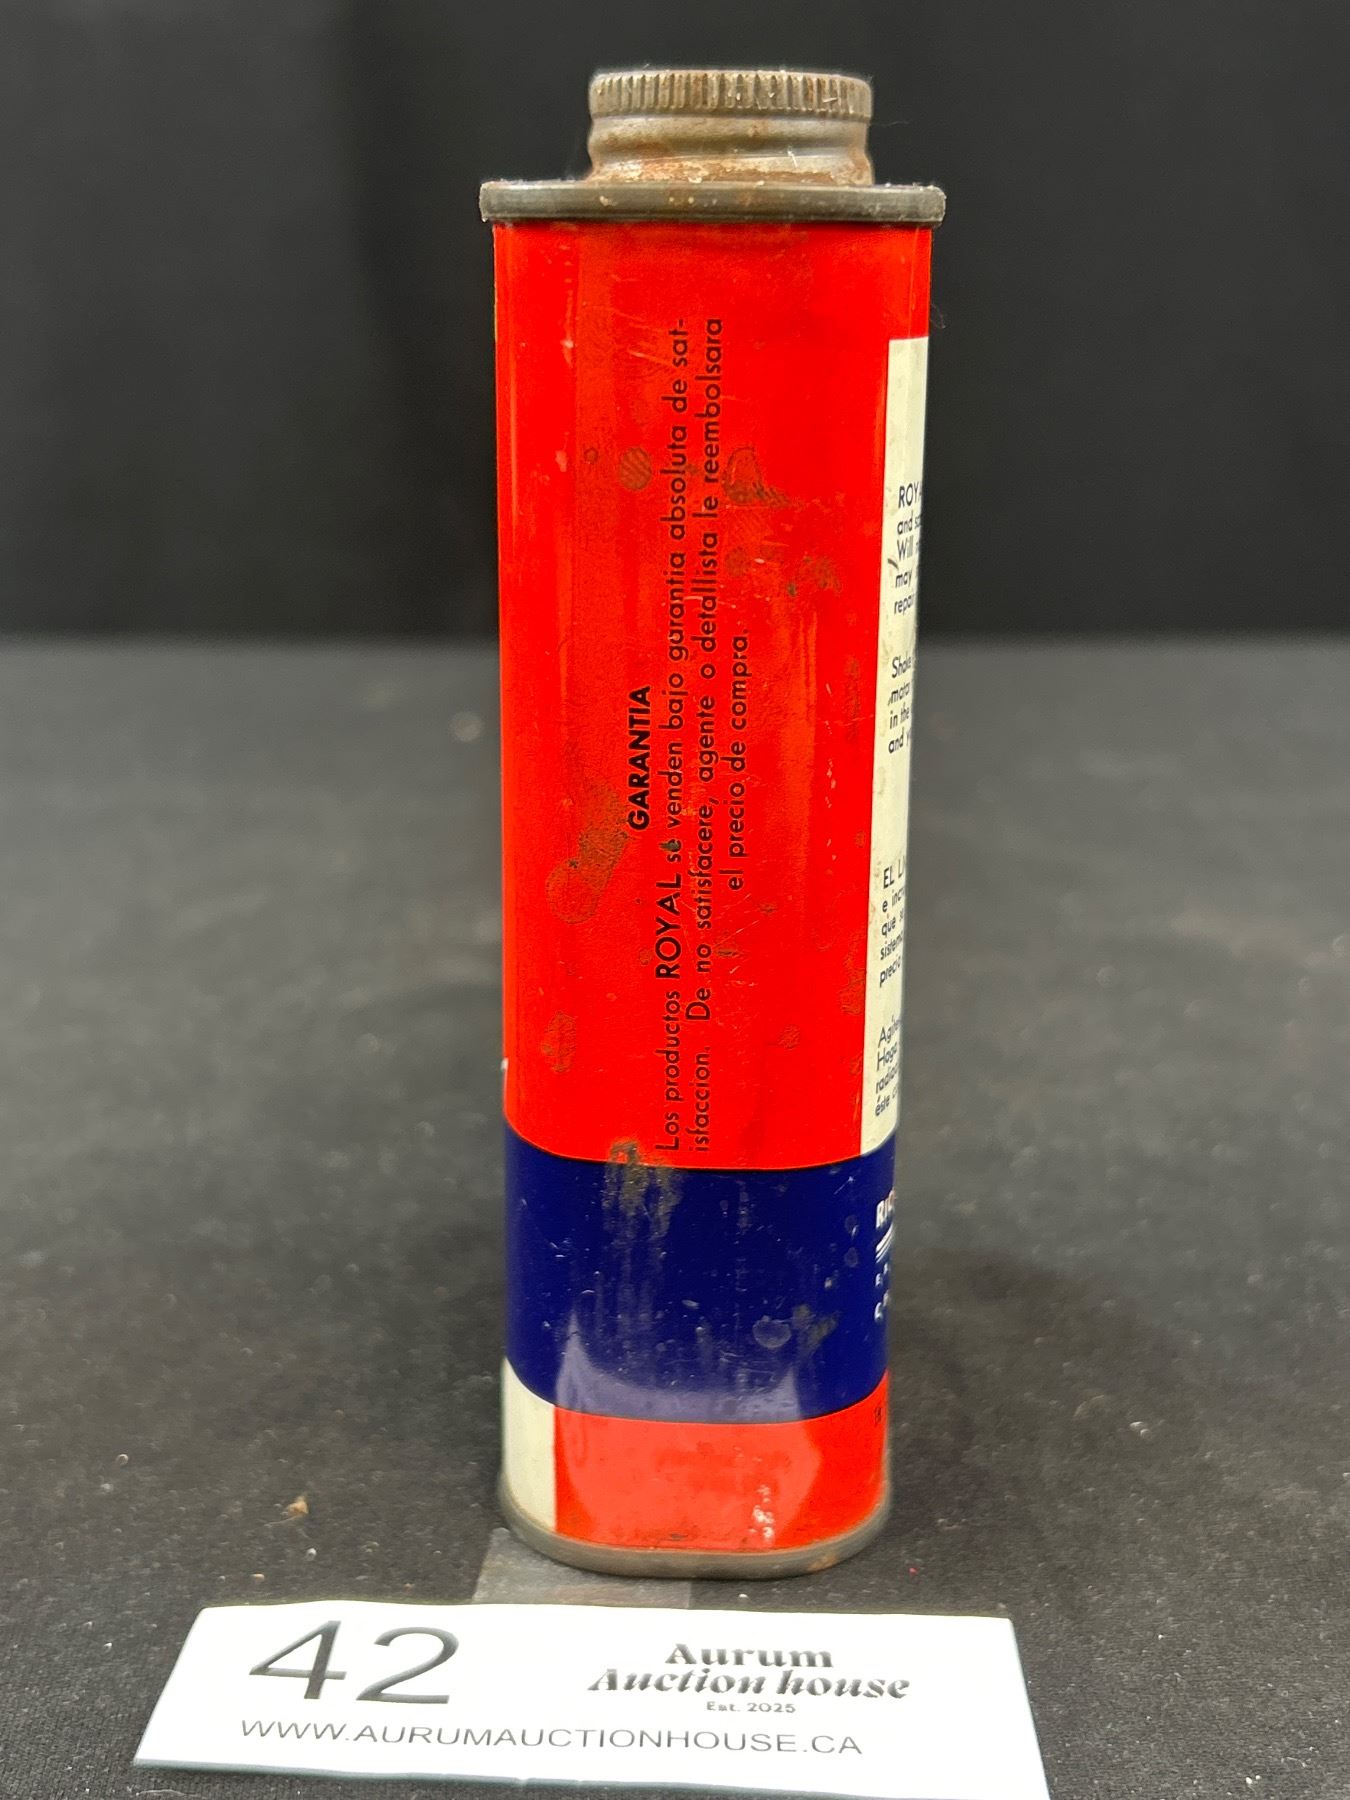 GARANTIA
Los productos ROYAL se venden bajo garantia absoluta de sat-
isfaccion. De no satisfacere, agente o detallista le reembolsara
el precio de compra.
and
Will
may
in the
and
EL
e
que
precio
42
Aurum
Auction house
Est. 2025
WWW.AURUMAUCTIONHOUSE.CA